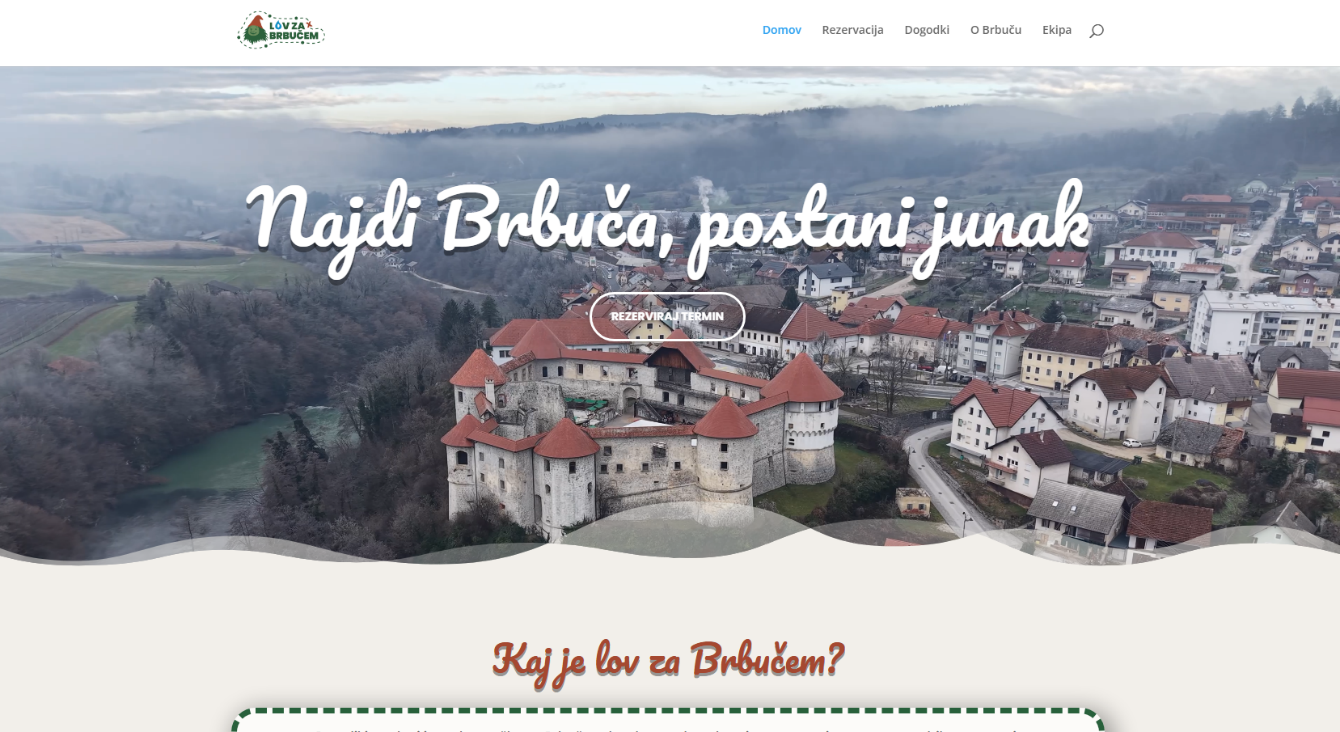 LOV ZA
BRBUČEM
Domov
Rezervacija
Dogodki
O Brbuču
Ekipa
Najdi Brbuča, postani junak
REZERVIRAJ TERMIN
Kaj je lov za Brbučem?